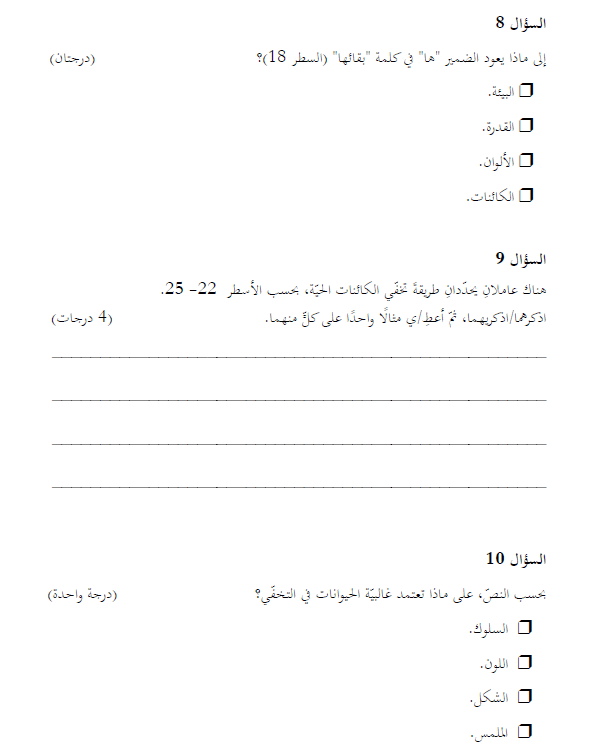 السؤال 8
إلى ماذا يعود الضمير "ها" في كلمة "بقائها" (السطر 18)؟ (درجتان)
❒ البيئة.
❒ القدرة.
❒ الألوان.
❒ الكائنات.
السؤال 9
هناك عاملانِ يحدّدانِ طريقةَ تخفّي الكائنات الحيّة، بحسب الأسطر 22– 25.
اذكرهما/اذكريهما، ثمّ أعطِ/ي مثالًا واحدًا على كلٍّ منهما. (4 درجات)
السؤال 10
بحسب النصّ، على ماذا تعتمد غالبيّة الحيوانات في التخفّي؟ (درجة واحدة)
❒ السلوك.
❒ اللون.
❒ الشكل.
❒ الملمس.